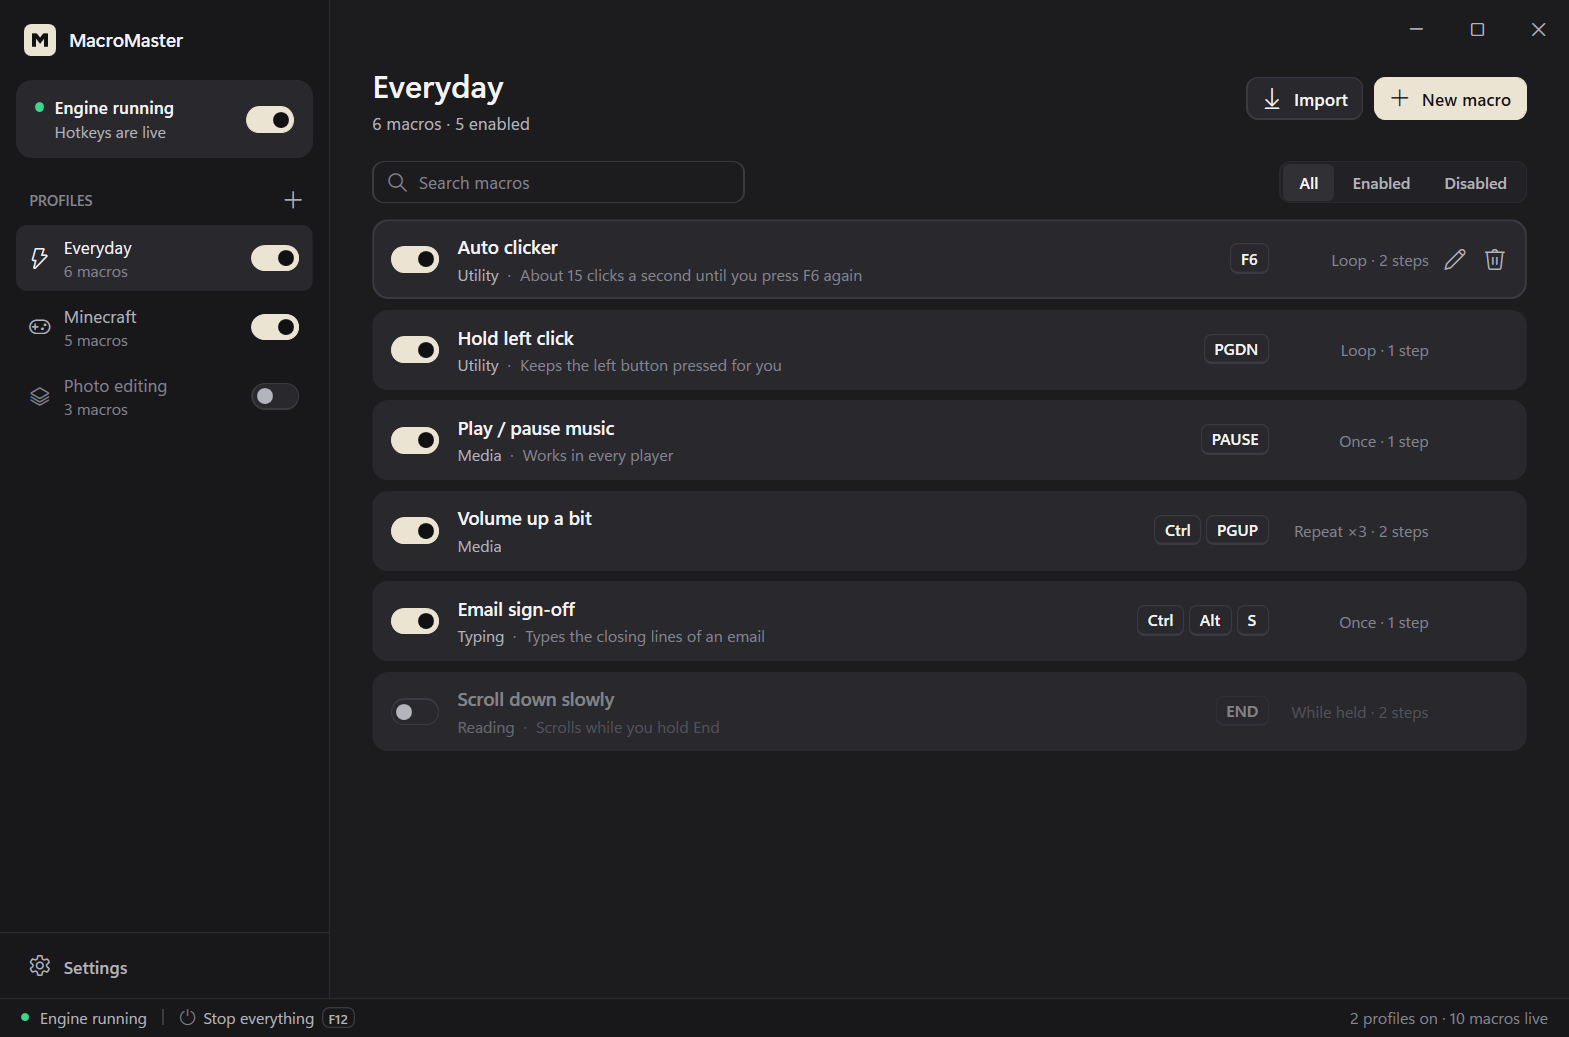 MacroMaster
Engine running
Hotkeys are live
PROFILES
Everyday
6 macros
Minecraft
5 macros
Photo editing
3 macros
Settings
Everyday
6 macros · 5 enabled
Import
New macro
Search macros
All Enabled Disabled
Auto clicker
Utility · About 15 clicks a second until you press F6 again
F6
Loop · 2 steps
Hold left click
Utility · Keeps the left button pressed for you
PGDN
Loop · 1 step
Play / pause music
Media · Works in every player
PAUSE
Once · 1 step
Volume up a bit
Media
Ctrl PGUP
Repeat ×3 · 2 steps
Email sign-off
Typing · Types the closing lines of an email
Ctrl Alt S
Once · 1 step
Scroll down slowly
Reading · Scrolls while you hold End
END
While held · 2 steps
Engine running
Stop everything F12
2 profiles on · 10 macros live